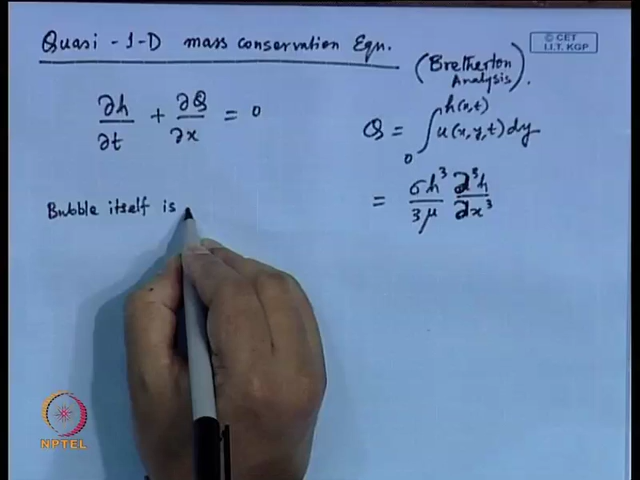 Quasi - 1-D mass conservation Eqn.
© CET
I.I.T. KGP
(Bretherton Analysis).
∂h/∂t + ∂Q/∂x = 0
Q = ∫₀^{h(x,t)} u(x,y,t) dy
= σh³/3μ ∂³h/∂x³
Bubble itself is
NPTEL